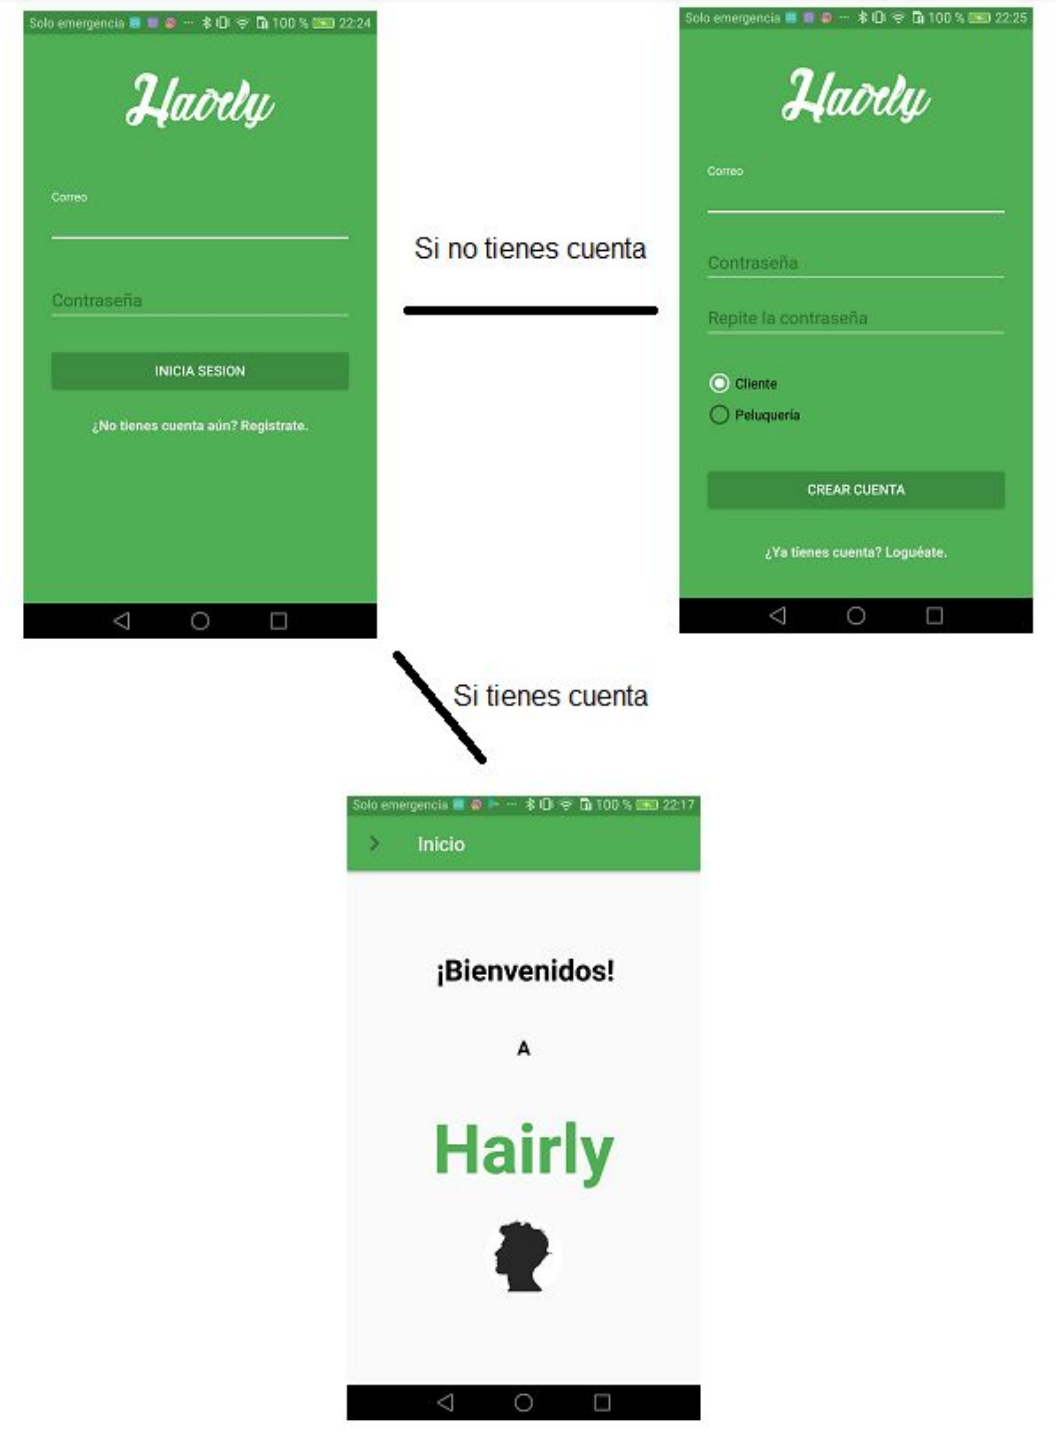 Solo emergencia 100 % 22:24
Hairly
Correo
Contraseña
INICIA SESION
¿No tienes cuenta aún? Registrate.
Si no tienes cuenta
Solo emergencia 100 % 22:25
Hairly
Correo
Contraseña
Repite la contraseña
Cliente
Peluquería
CREAR CUENTA
¿Ya tienes cuenta? Loguéate.
Si tienes cuenta
Solo emergencia 100 % 22:17
Inicio
¡Bienvenidos!
A
Hairly